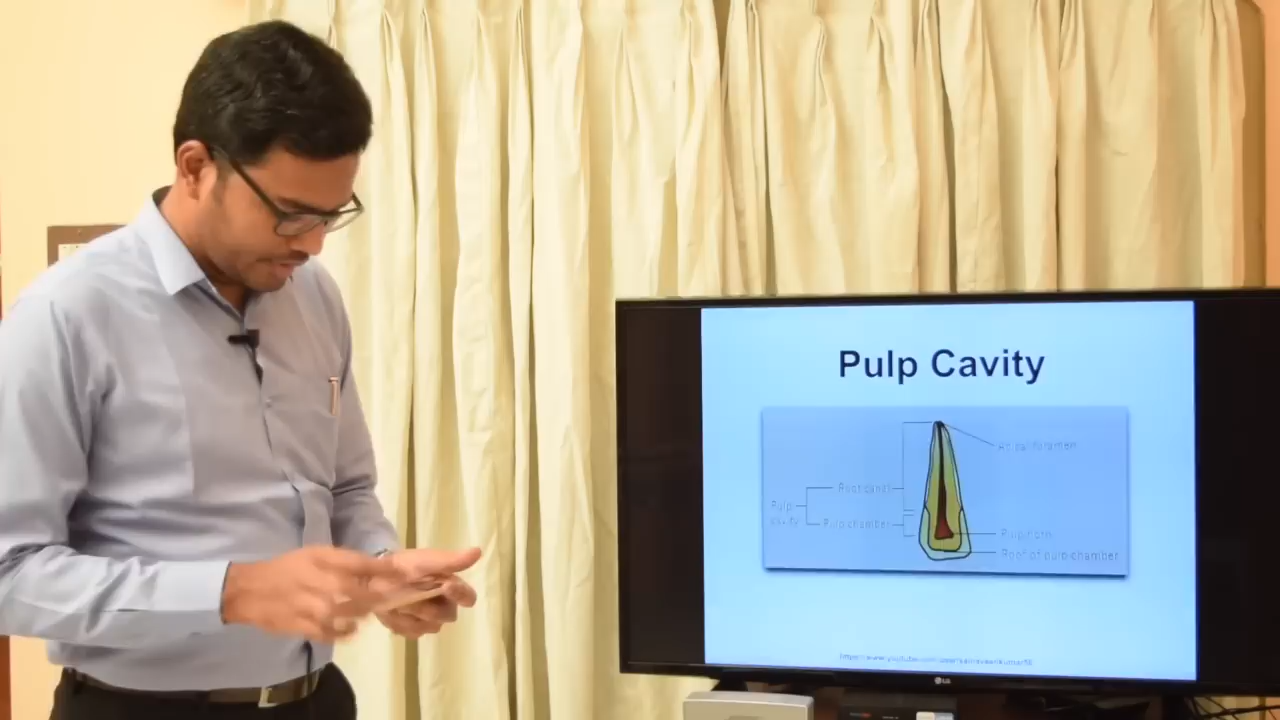 Pulp Cavity
Apical foramen
Root canal
Pulp
cavity
Pulp chamber
Pulp horn
Roof of pulp chamber
LG